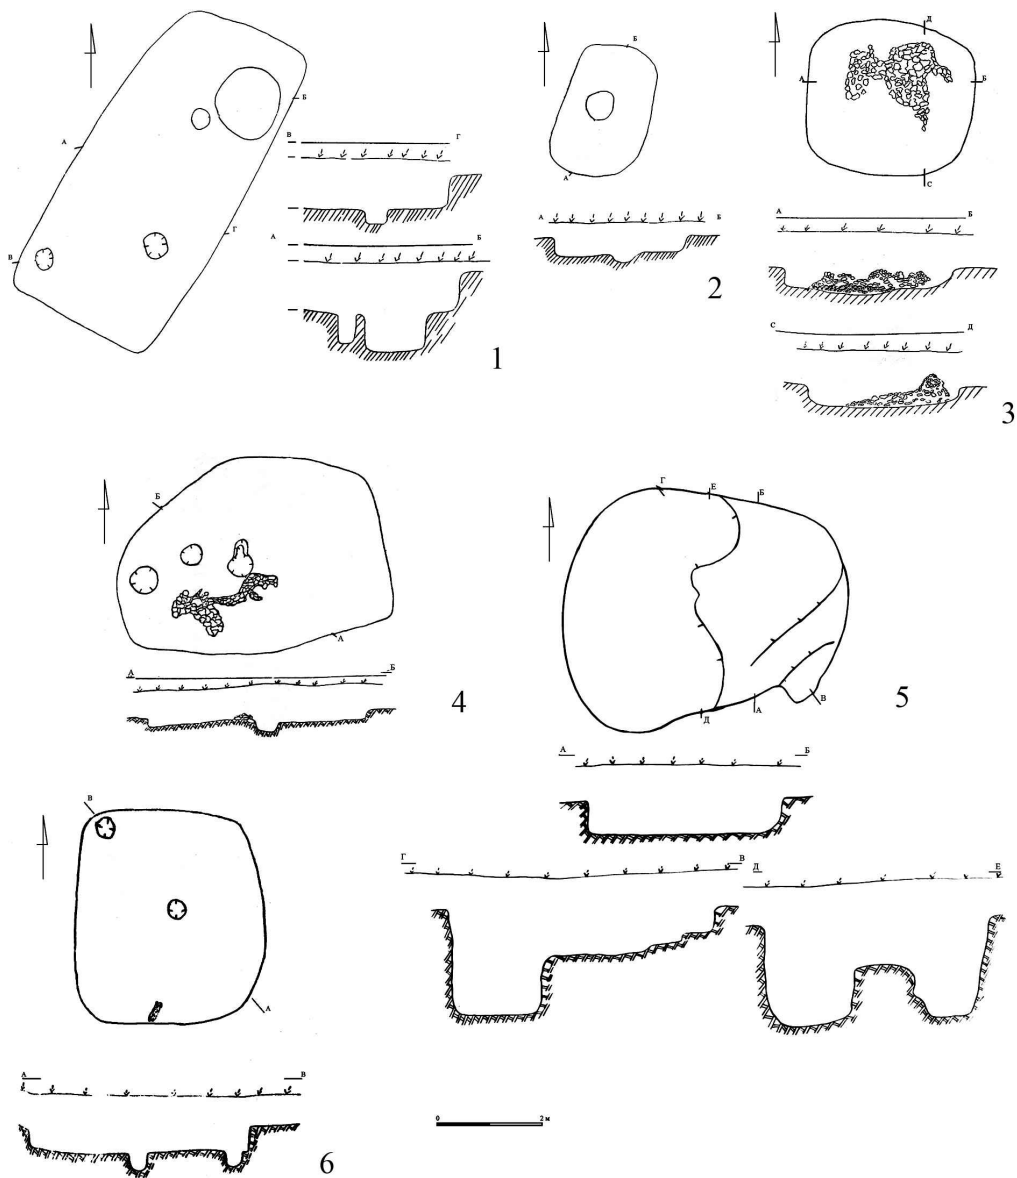 А
Б
В
Г
В Г
А Б
1
Б
А
А Б
2
Д
А Б
С
А Б
С Д
3
Б
А
А Б
4
Г Е Б
Д А В
5
А Б
Г В
Д Е
В
А
А В
6
0 2 м